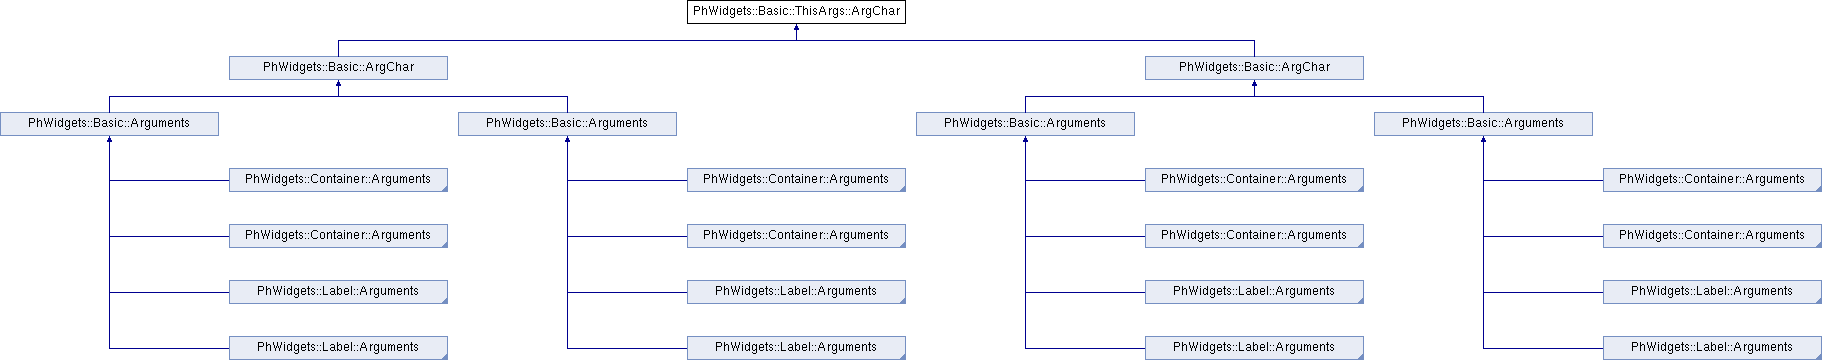 PhWidgets::Basic::ThisArgs::ArgChar
PhWidgets::Basic::ArgChar
PhWidgets::Basic::ArgChar
PhWidgets::Basic::Arguments
PhWidgets::Basic::Arguments
PhWidgets::Basic::Arguments
PhWidgets::Basic::Arguments
PhWidgets::Container::Arguments
PhWidgets::Container::Arguments
PhWidgets::Container::Arguments
PhWidgets::Container::Arguments
PhWidgets::Container::Arguments
PhWidgets::Container::Arguments
PhWidgets::Container::Arguments
PhWidgets::Container::Arguments
PhWidgets::Label::Arguments
PhWidgets::Label::Arguments
PhWidgets::Label::Arguments
PhWidgets::Label::Arguments
PhWidgets::Label::Arguments
PhWidgets::Label::Arguments
PhWidgets::Label::Arguments
PhWidgets::Label::Arguments